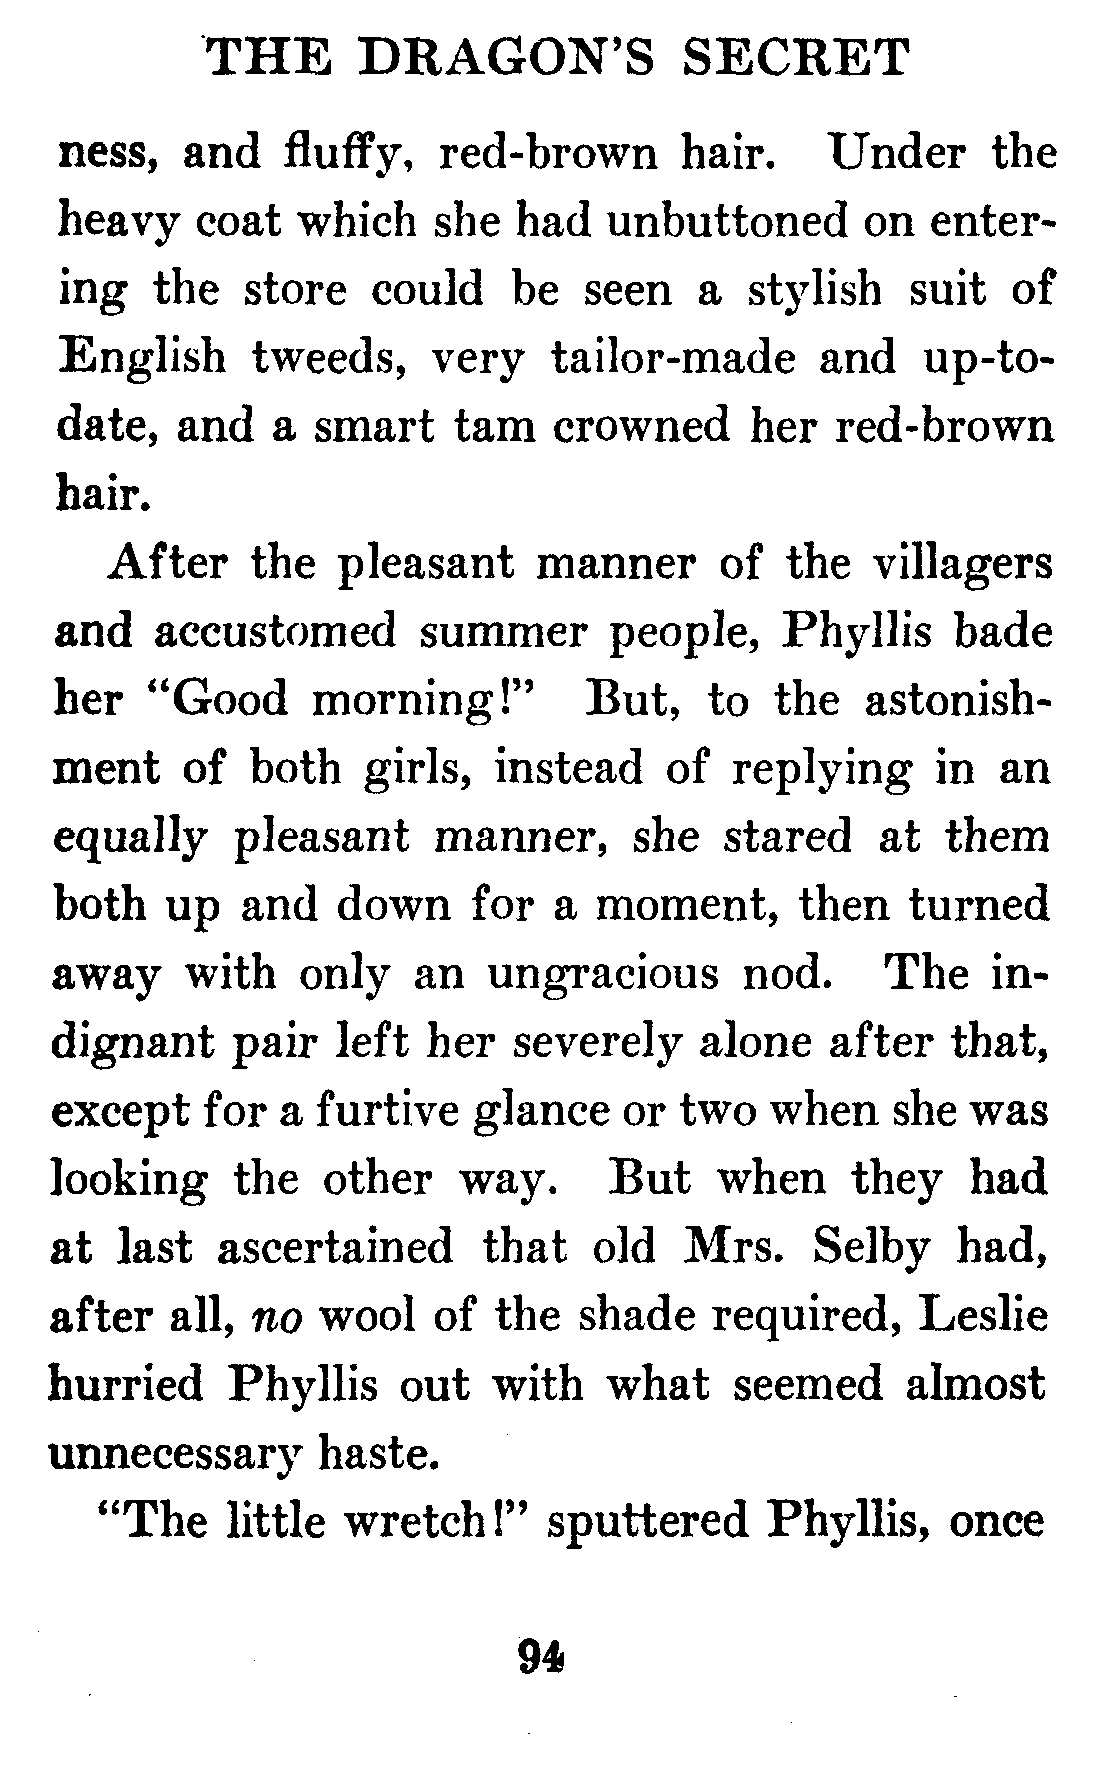 THE DRAGON'S SECRET
ness, and fluffy, red-brown hair. Under the
heavy coat which she had unbuttoned on enter-
ing the store could be seen a stylish suit of
English tweeds, very tailor-made and up-to-
date, and a smart tam crowned her red-brown
hair.
After the pleasant manner of the villagers
and accustomed summer people, Phyllis bade
her “Good morning!” But, to the astonish-
ment of both girls, instead of replying in an
equally pleasant manner, she stared at them
both up and down for a moment, then turned
away with only an ungracious nod. The in-
dignant pair left her severely alone after that,
except for a furtive glance or two when she was
looking the other way. But when they had
at last ascertained that old Mrs. Selby had,
after all, no wool of the shade required, Leslie
hurried Phyllis out with what seemed almost
unnecessary haste.
“The little wretch!” sputtered Phyllis, once
94